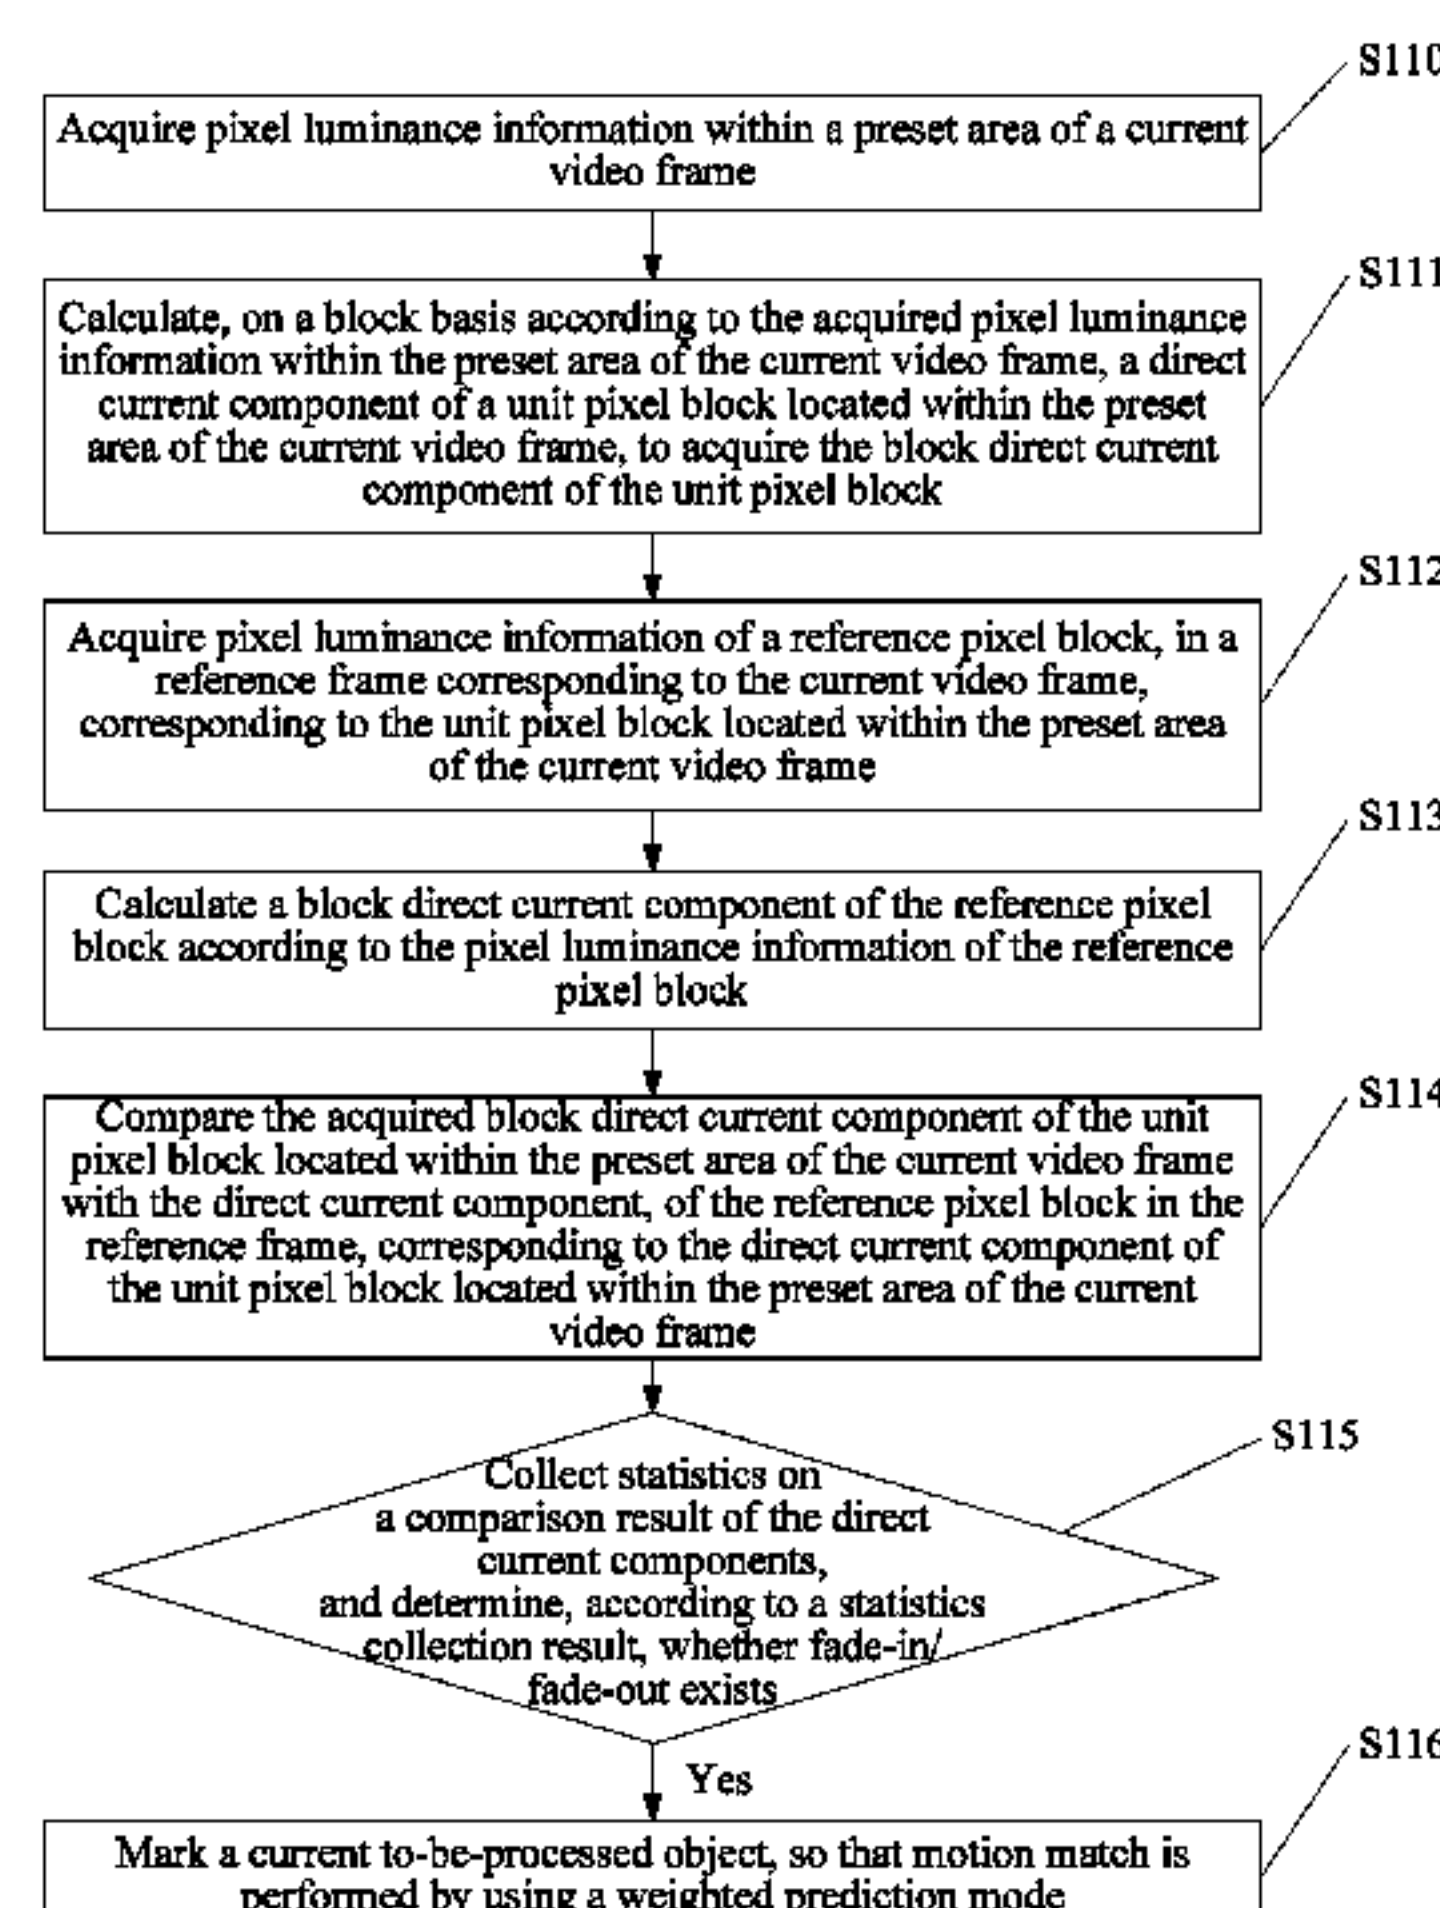 S110
Acquire pixel luminance information within a preset area of a current
video frame
S111
Calculate, on a block basis according to the acquired pixel luminance
information within the preset area of the current video frame, a direct
current component of a unit pixel block located within the preset
area of the current video frame, to acquire the block direct current
component of the unit pixel block
S112
Acquire pixel luminance information of a reference pixel block, in a
reference frame corresponding to the current video frame,
corresponding to the unit pixel block located within the preset area
of the current video frame
S113
Calculate a block direct current component of the reference pixel
block according to the pixel luminance information of the reference
pixel block
S114
Compare the acquired block direct current component of the unit
pixel block located within the preset area of the current video frame
with the direct current component, of the reference pixel block in the
reference frame, corresponding to the direct current component of
the unit pixel block located within the preset area of the current
video frame
S115
Collect statistics on
a comparison result of the direct
current components,
and determine, according to a statistics
collection result, whether fade-in/
fade-out exists
Yes
S116
Mark a current to-be-processed object, so that motion match is
performed by using a weighted prediction mode